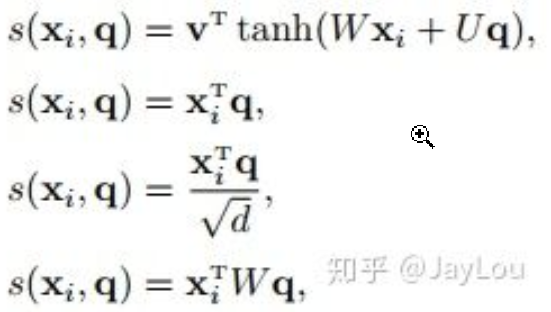 s(𝐱ᵢ, 𝐪) = 𝐯ᵀ tanh(W𝐱ᵢ + U𝐪),
s(𝐱ᵢ, 𝐪) = 𝐱ᵢᵀ𝐪,
s(𝐱ᵢ, 𝐪) = 𝐱ᵢᵀ𝐪 / √d,
s(𝐱ᵢ, 𝐪) = 𝐱ᵢᵀW𝐪,
知乎 @JayLou